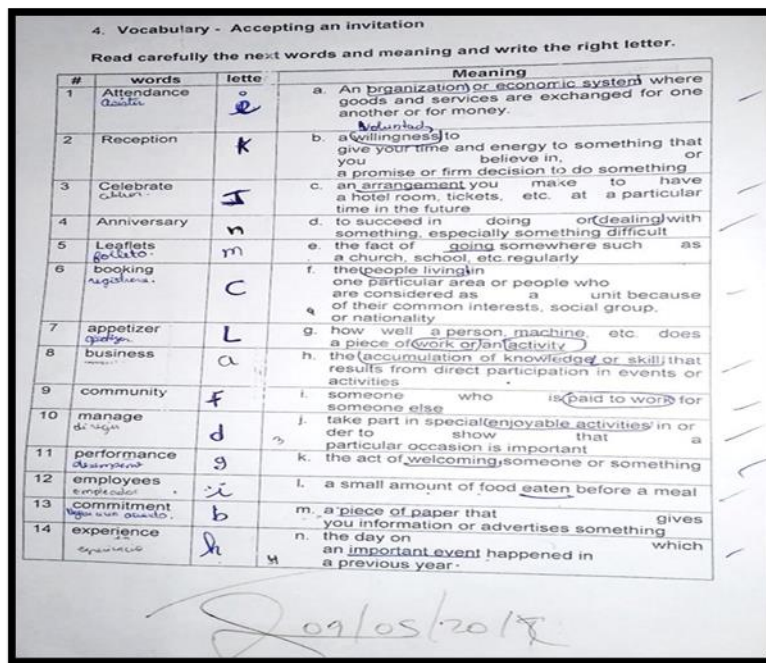 4. Vocabulary - Accepting an invitation
Read carefully the next words and meaning and write the right letter.
# words lette Meaning
1 Attendance e a. An organization or economic system where
goods and services are exchanged for one
another or for money.
voluntad
2 Reception K b. a willingness to
give your time and energy to something that
you believe in, or
a promise or firm decision to do something
3 Celebrate J c. an arrangement you make to have
a hotel room, tickets, etc. at a particular
time in the future
4 Anniversary n d. to succeed in doing or dealing with
something, especially something difficult
5 Leaflets m e. the fact of going somewhere such as
folleto. a church, school, etc regularly
6 booking C f. the people living in
one particular area or people who
are considered as a unit because
of their common interests, social group,
or nationality
7 appetizer L g. how well a person, machine, etc. does
a piece of work or an activity
8 business a h. the accumulation of knowledge or skill that
results from direct participation in events or
activities
9 community f i. someone who is paid to work for
someone else
10 manage d j. take part in special enjoyable activities in or
der to show that a
particular occasion is important
11 performance g k. the act of welcoming someone or something
12 employees i l. a small amount of food eaten before a meal
empleados
13 commitment b m. a piece of paper that gives
you information or advertises something
14 experience h n. the day on which
an important event happened in
a previous year.